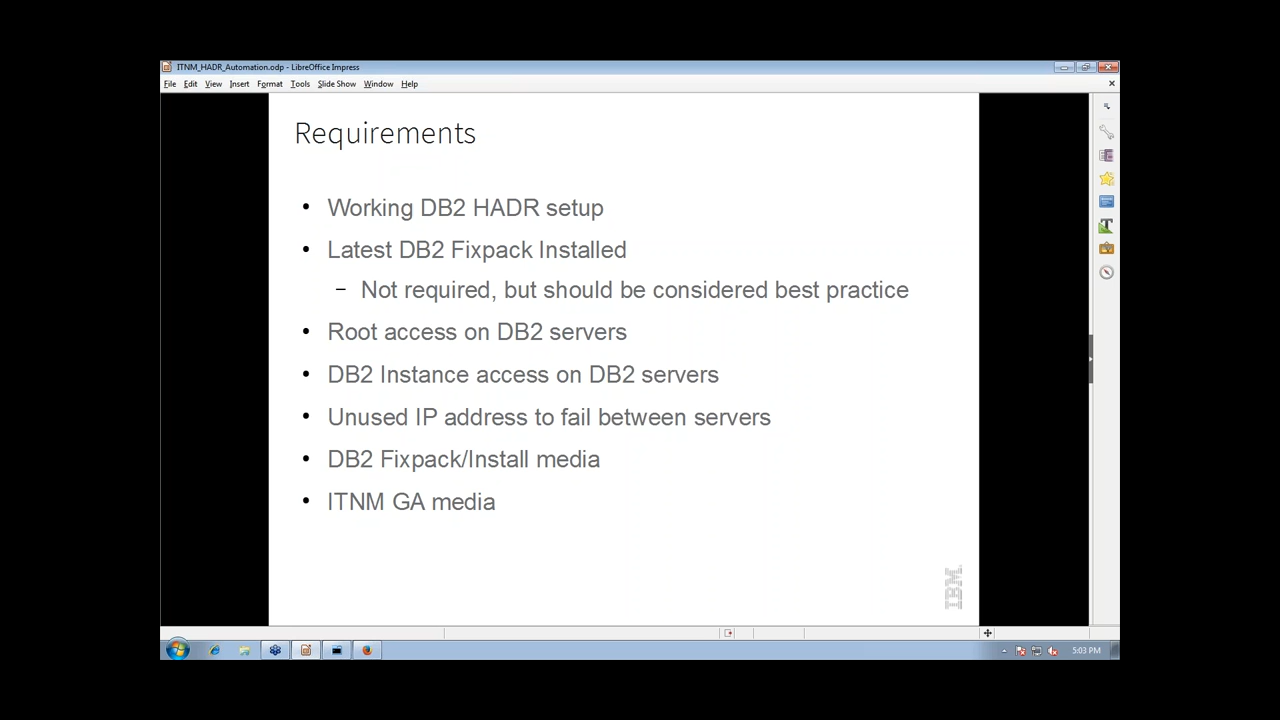 ITNM_HADR_Automation.odp - LibreOffice Impress
File Edit View Insert Format Tools Slide Show Window Help
Requirements
• Working DB2 HADR setup
• Latest DB2 Fixpack Installed
– Not required, but should be considered best practice
• Root access on DB2 servers
• DB2 Instance access on DB2 servers
• Unused IP address to fail between servers
• DB2 Fixpack/Install media
• ITNM GA media
IBM
5:03 PM